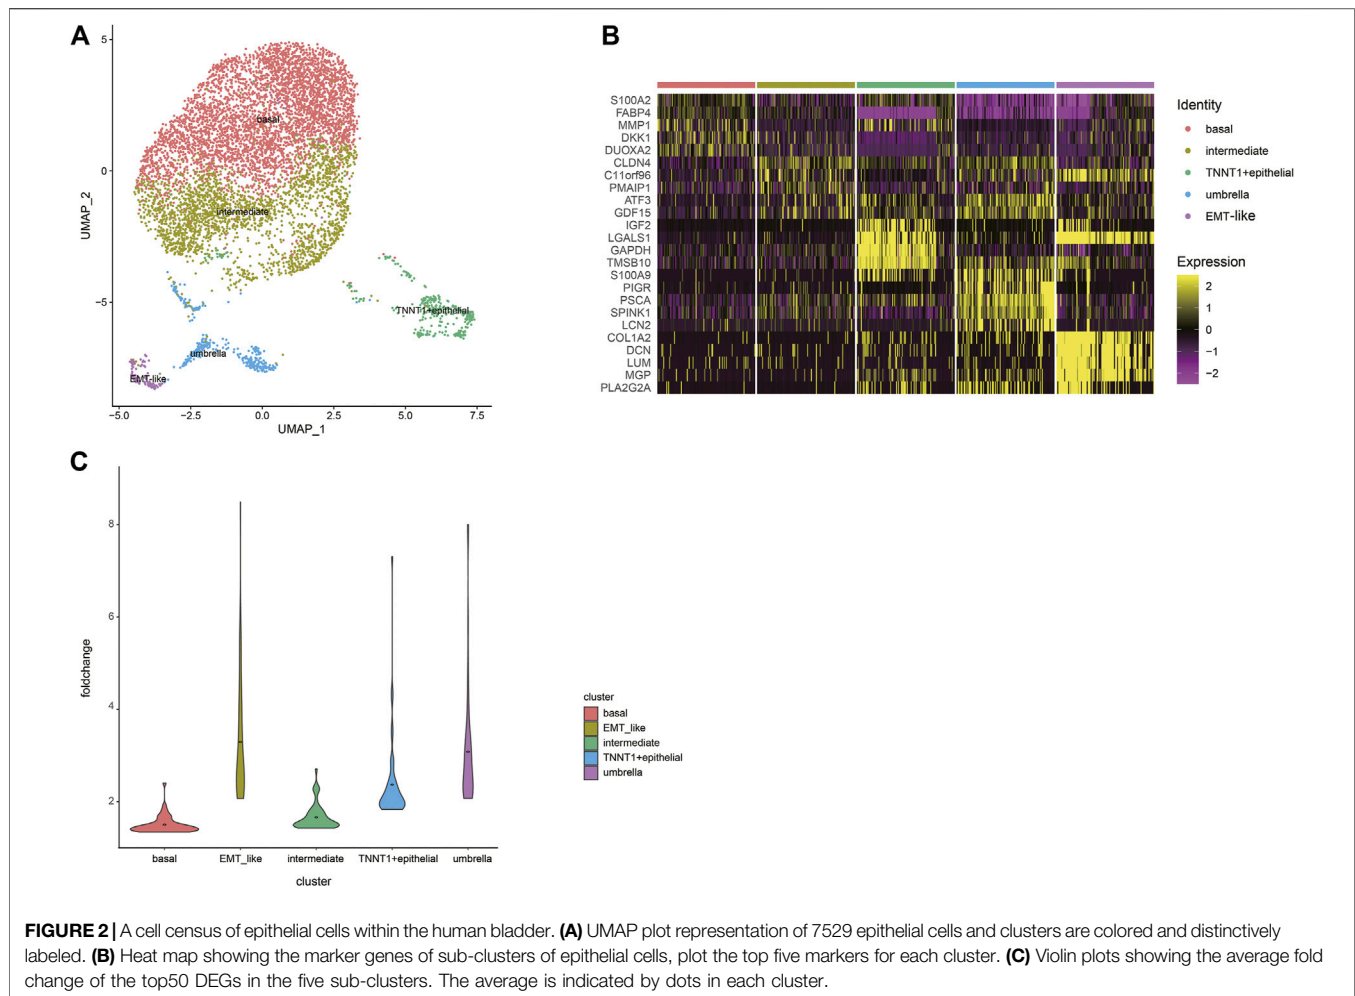 A
5
0
−5
UMAP_2
basal
intermediate
TNNT1+epithelial
umbrella
EMT-like
−5.0 −2.5 0.0 2.5 5.0 7.5
UMAP_1
B
S100A2
FABP4
MMP1
DKK1
DUOXA2
CLDN4
C11orf96
PMAIP1
ATF3
GDF15
IGF2
LGALS1
GAPDH
TMSB10
S100A9
PIGR
PSCA
SPINK1
LCN2
COL1A2
DCN
LUM
MGP
PLA2G2A
Identity
basal
intermediate
TNNT1+epithelial
umbrella
EMT-like
Expression
2
1
0
−1
−2
C
8
6
4
2
foldchange
basal EMT_like intermediate TNNT1+epithelial umbrella
cluster
cluster
basal
EMT_like
intermediate
TNNT1+epithelial
umbrella
FIGURE 2 | A cell census of epithelial cells within the human bladder. (A) UMAP plot representation of 7529 epithelial cells and clusters are colored and distinctively
labeled. (B) Heat map showing the marker genes of sub-clusters of epithelial cells, plot the top five markers for each cluster. (C) Violin plots showing the average fold
change of the top50 DEGs in the five sub-clusters. The average is indicated by dots in each cluster.